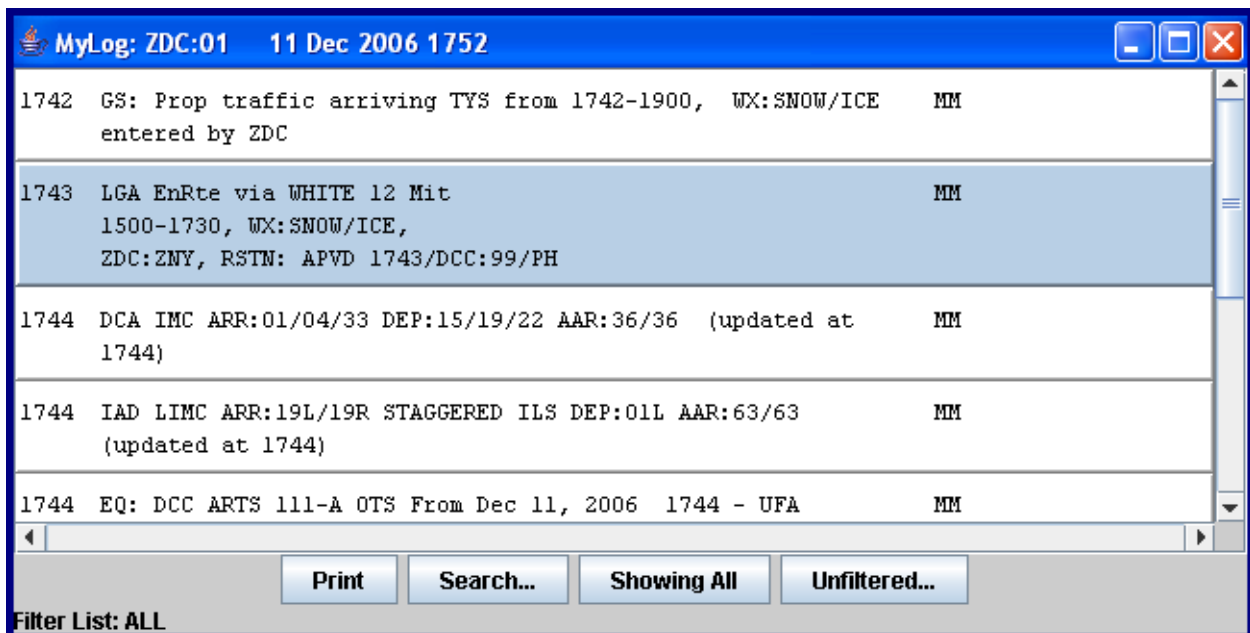 MyLog: ZDC:01 11 Dec 2006 1752
1742 GS: Prop traffic arriving TYS from 1742-1900, WX:SNOW/ICE MM
entered by ZDC
1743 LGA EnRte via WHITE 12 Mit MM
1500-1730, WX:SNOW/ICE,
ZDC:ZNY, RSTN: APVD 1743/DCC:99/PH
1744 DCA IMC ARR:01/04/33 DEP:15/19/22 AAR:36/36 (updated at MM
1744)
1744 IAD LIMC ARR:19L/19R STAGGERED ILS DEP:01L AAR:63/63 MM
(updated at 1744)
1744 EQ: DCC ARTS 111-A OTS From Dec 11, 2006 1744 - UFA MM
Print Search... Showing All Unfiltered...
Filter List: ALL